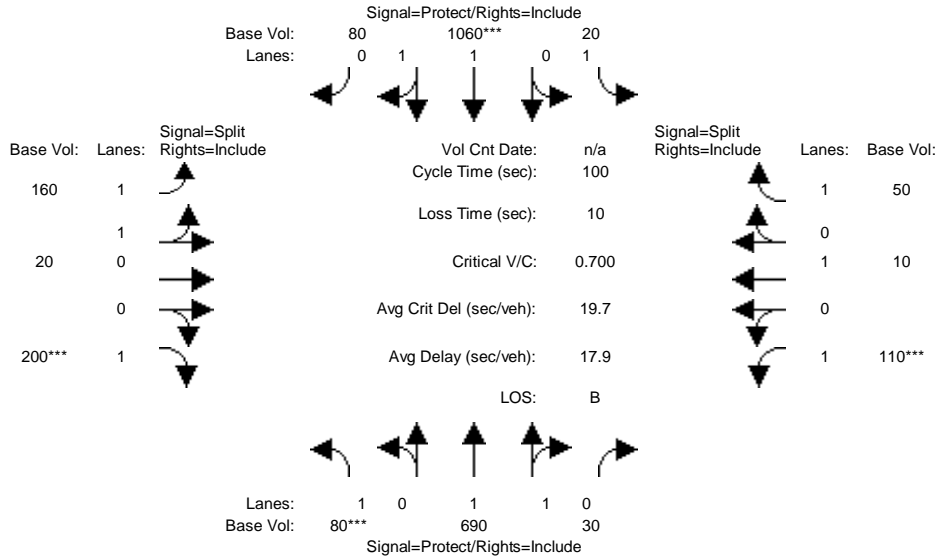 Signal=Protect/Rights=Include
Base Vol: 80 1060*** 20
Lanes: 0 1 1 0 1
Signal=Split
Rights=Include
Base Vol: Lanes:
Vol Cnt Date: n/a
Signal=Split
Rights=Include
Lanes: Base Vol:
Cycle Time (sec): 100
160 1
1 50
Loss Time (sec): 10
1
0
20 0
Critical V/C: 0.700
1 10
0
Avg Crit Del (sec/veh): 19.7
0
200*** 1
Avg Delay (sec/veh): 17.9
1 110***
LOS: B
Lanes: 1 0 1 1 0
Base Vol: 80*** 690 30
Signal=Protect/Rights=Include